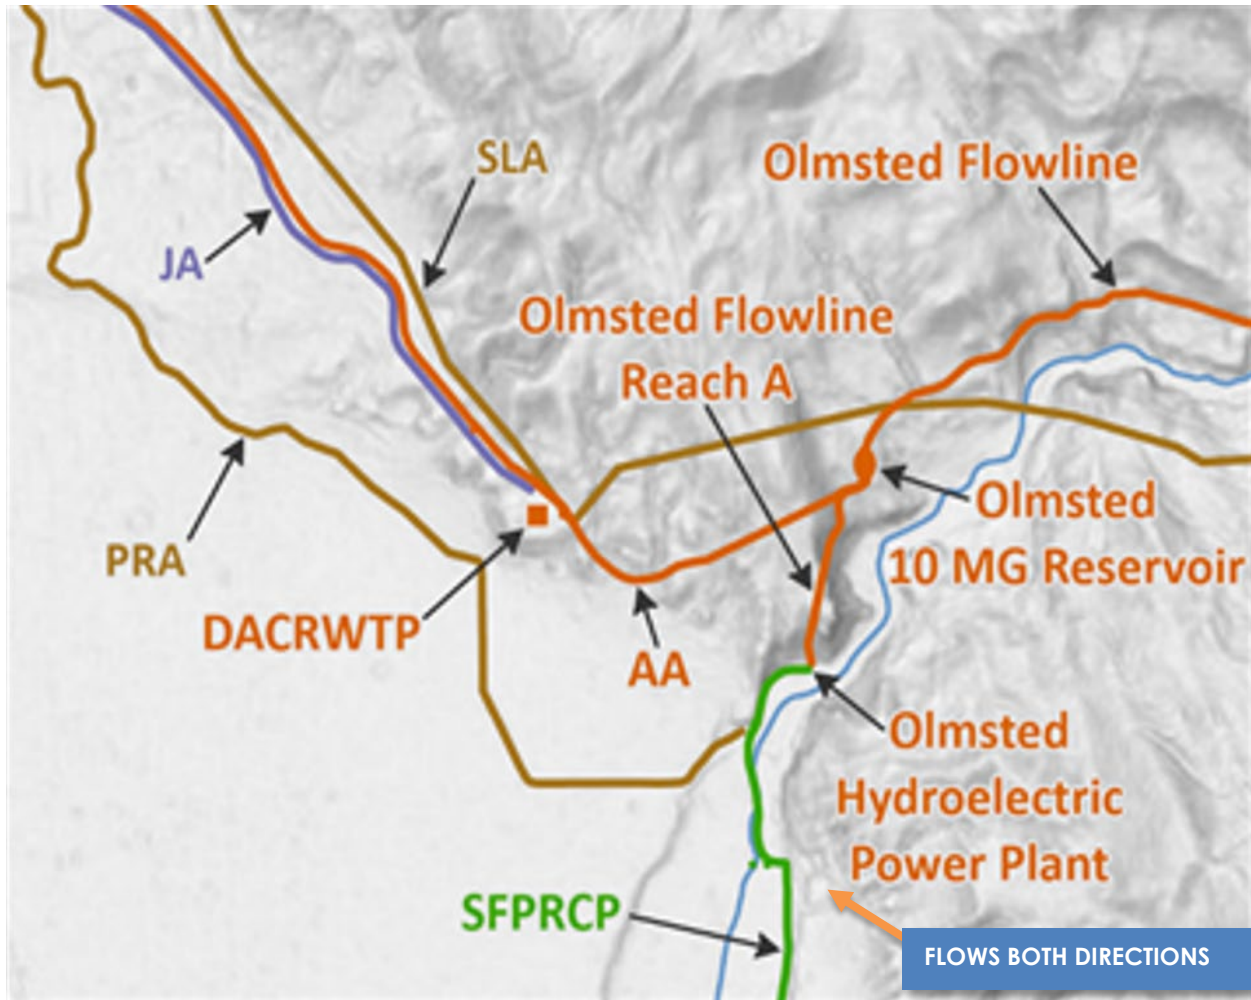 SLA
Olmsted Flowline
JA
Olmsted Flowline
Reach A
Olmsted
10 MG Reservoir
PRA
DACRWTP
AA
Olmsted
Hydroelectric
Power Plant
SFPRCP
FLOWS BOTH DIRECTIONS